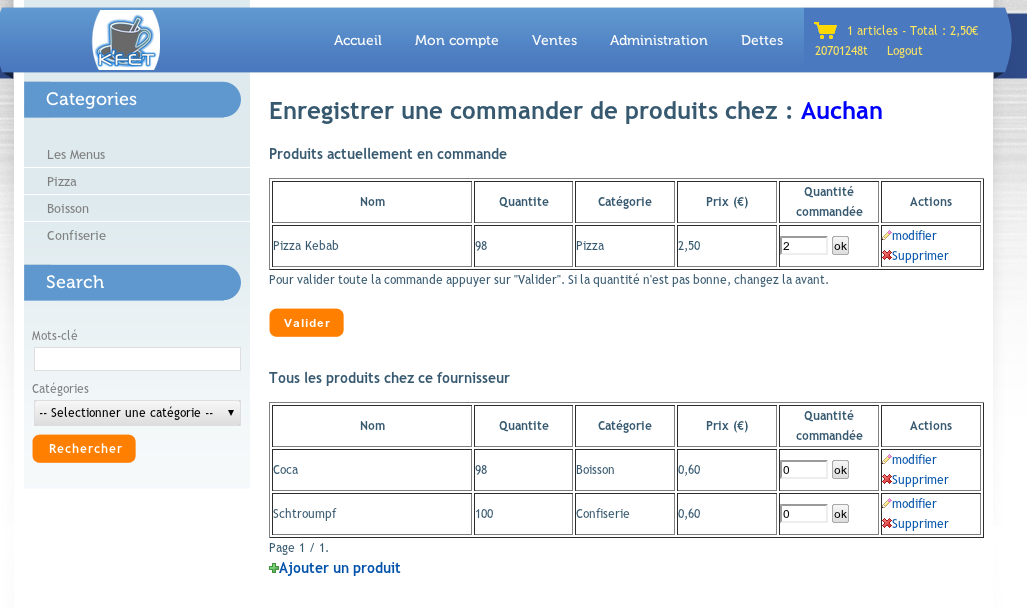 KFET
Accueil Mon compte Ventes Administration Dettes
1 articles - Total : 2,50€
20701248t Logout
Categories
Les Menus
Pizza
Boisson
Confiserie
Search
Mots-clé
Catégories
-- Selectionner une catégorie --
Rechercher
Enregistrer une commander de produits chez : Auchan
Produits actuellement en commande
Nom Quantite Catégorie Prix (€) Quantité commandée Actions
Pizza Kebab 98 Pizza 2,50 2 ok modifier
Supprimer
Pour valider toute la commande appuyer sur "Valider". Si la quantité n'est pas bonne, changez la avant.
Valider
Tous les produits chez ce fournisseur
Nom Quantite Catégorie Prix (€) Quantité commandée Actions
Coca 98 Boisson 0,60 0 ok modifier
Supprimer
Schtroumpf 100 Confiserie 0,60 0 ok modifier
Supprimer
Page 1 / 1.
Ajouter un produit